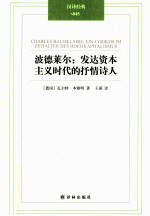 汉译经典
045
波德莱尔：发达资本
主义时代的抒情诗人
CHARLES BAUDELAIRE, EIN LYRIKER IM
ZEITALTER DES HOCHKAPITALISMUS
［德国］瓦尔特·本雅明 著 王涌 译
译林出版社